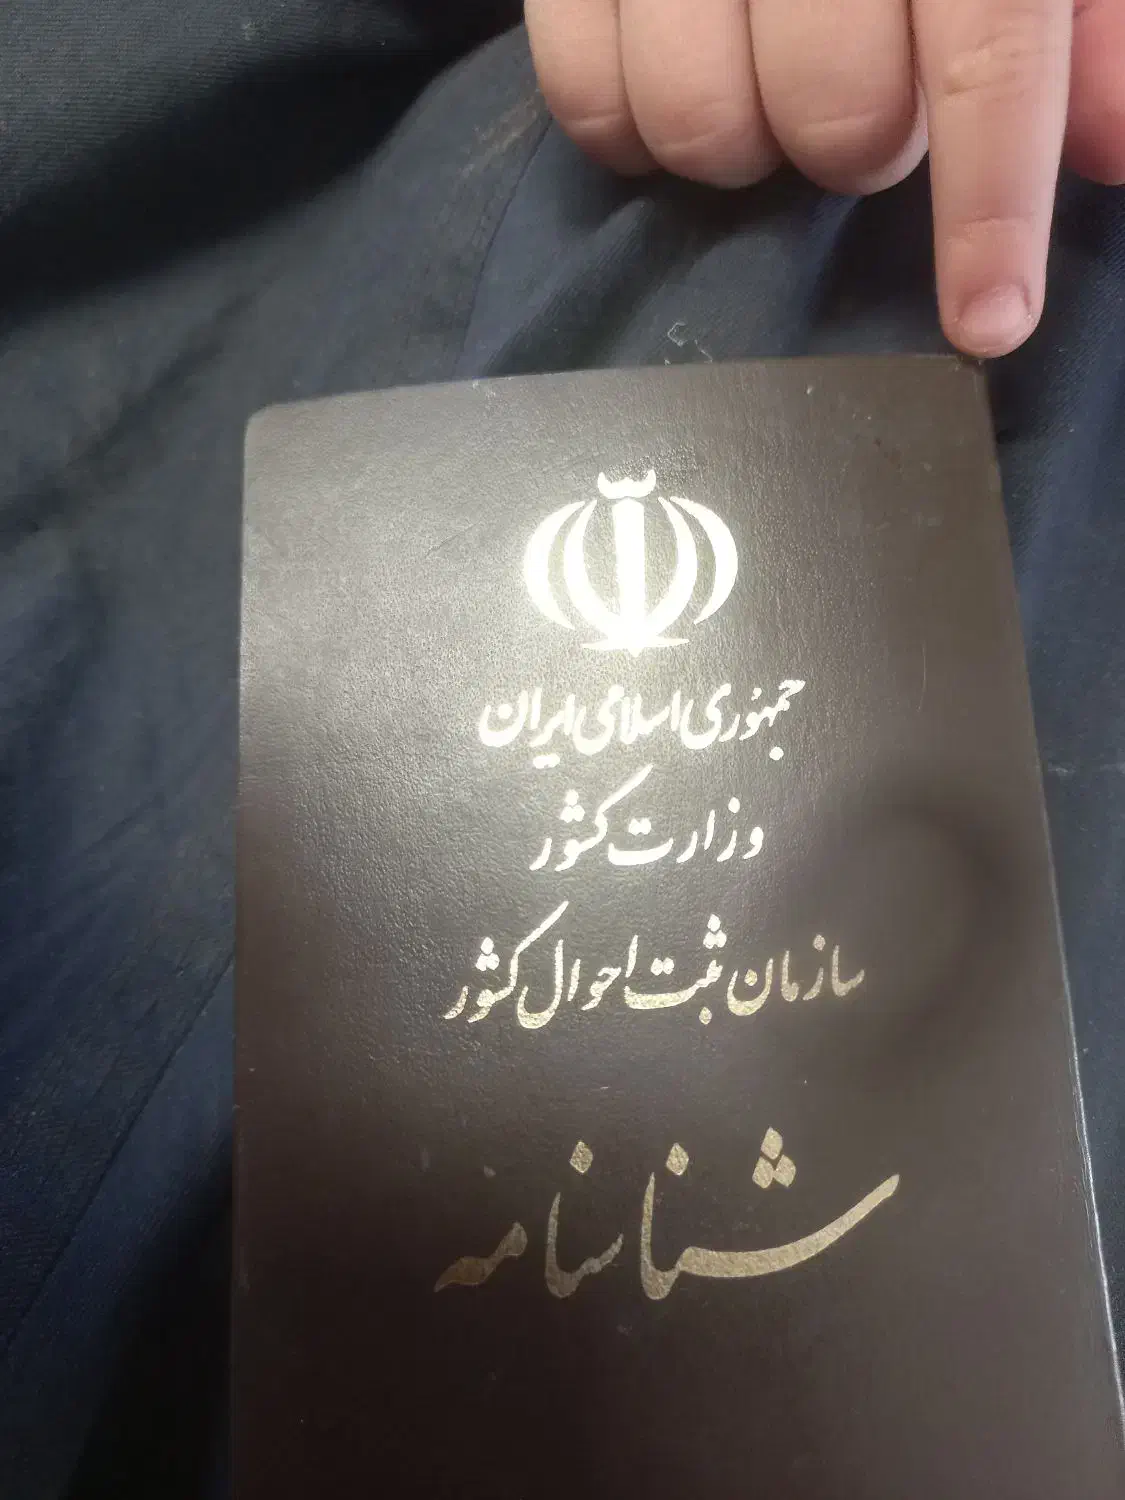 جمهوری اسلامی ایران
وزارت کشور
سازمان ثبت احوال کشور
شناسنامه